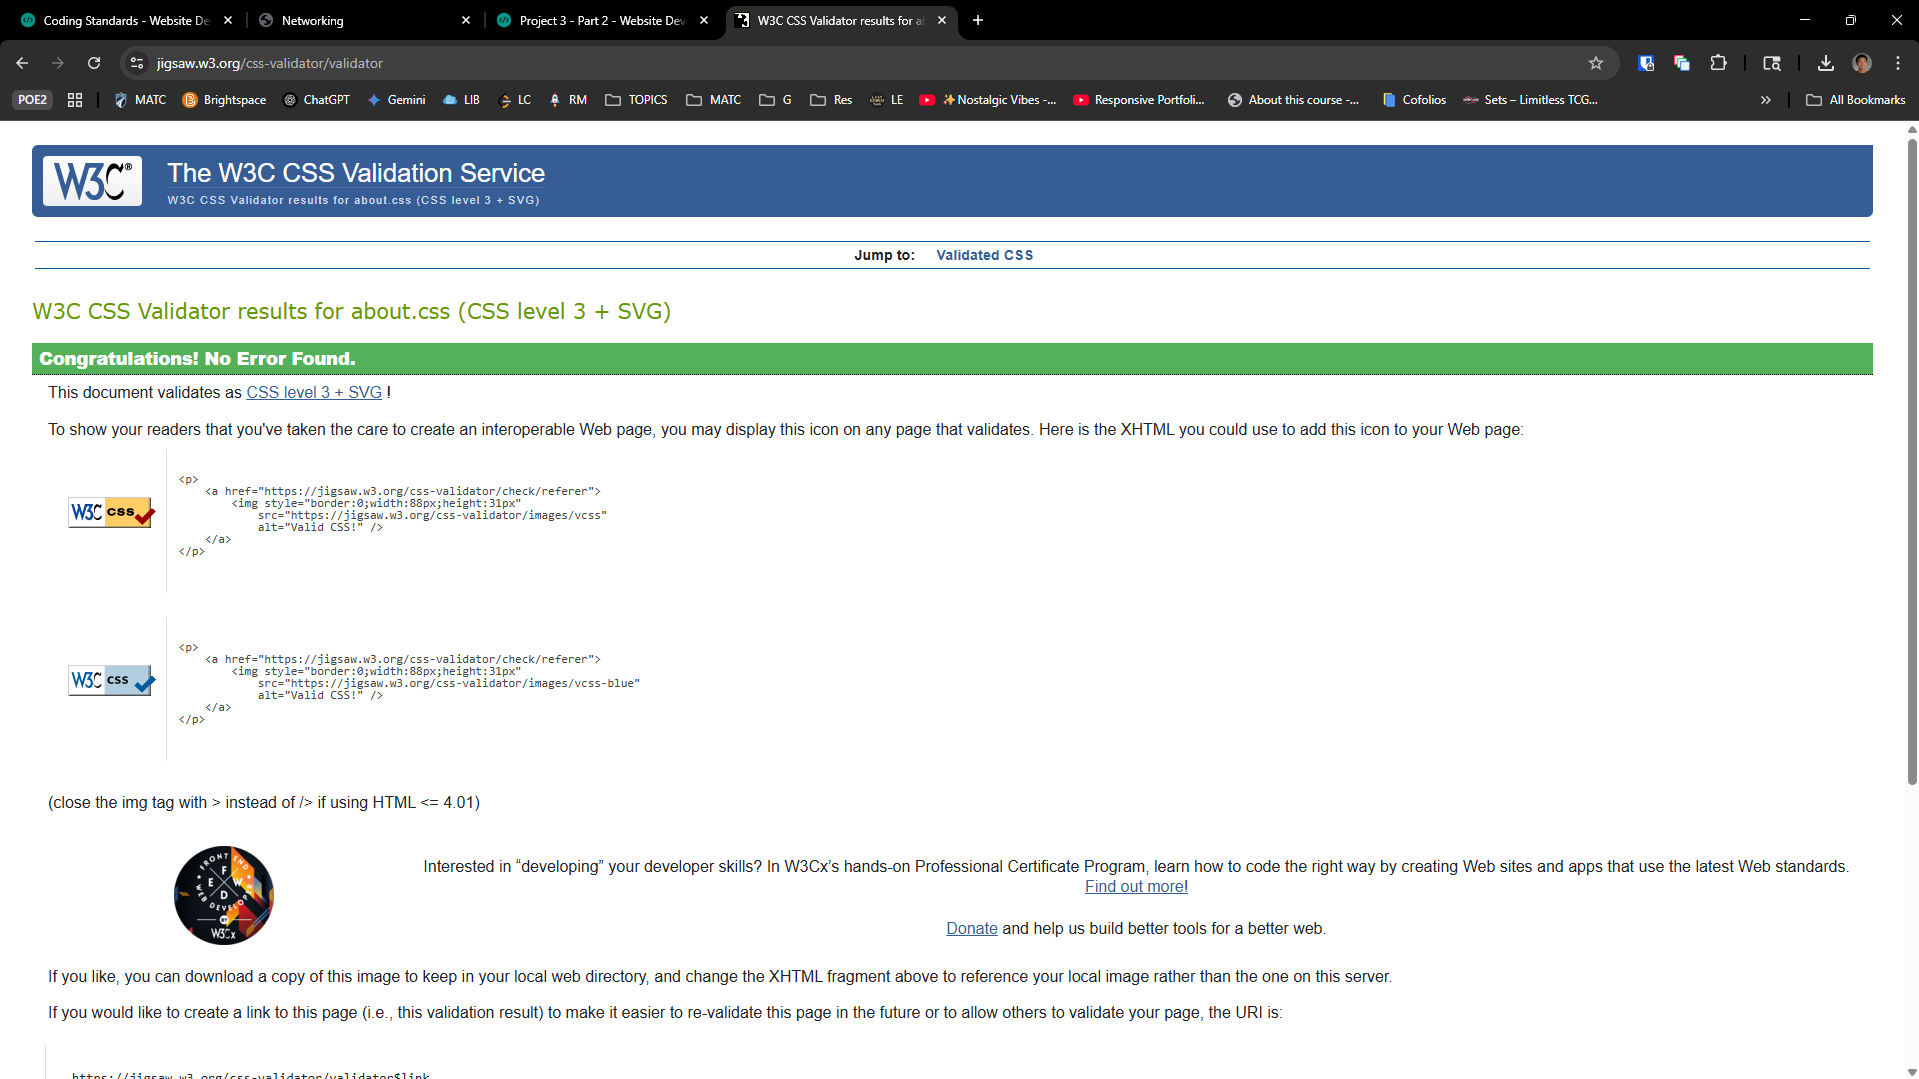 Coding Standards - Website De
Networking
Project 3 - Part 2 - Website Dev
W3C CSS Validator results for a
jigsaw.w3.org/css-validator/validator
POE2
MATC
Brightspace
ChatGPT
Gemini
LIB
LC
RM
TOPICS
MATC
G
Res
LE
✨Nostalgic Vibes -...
Responsive Portfoli...
About this course -...
Cofolios
Sets – Limitless TCG...
All Bookmarks
W3C®
The W3C CSS Validation Service
W3C CSS Validator results for about.css (CSS level 3 + SVG)
Jump to: Validated CSS
W3C CSS Validator results for about.css (CSS level 3 + SVG)
Congratulations! No Error Found.
This document validates as CSS level 3 + SVG !
To show your readers that you've taken the care to create an interoperable Web page, you may display this icon on any page that validates. Here is the XHTML you could use to add this icon to your Web page:
W3C css
<p>
<a href="https://jigsaw.w3.org/css-validator/check/referer">
<img style="border:0;width:88px;height:31px"
src="https://jigsaw.w3.org/css-validator/images/vcss"
alt="Valid CSS!" />
</a>
</p>
W3C css
<p>
<a href="https://jigsaw.w3.org/css-validator/check/referer">
<img style="border:0;width:88px;height:31px"
src="https://jigsaw.w3.org/css-validator/images/vcss-blue"
alt="Valid CSS!" />
</a>
</p>
(close the img tag with > instead of /> if using HTML <= 4.01)
FRONT END
WEB DEVELOPER
F E W D
W3Cx
Interested in “developing” your developer skills? In W3Cx’s hands-on Professional Certificate Program, learn how to code the right way by creating Web sites and apps that use the latest Web standards.
Find out more!
Donate and help us build better tools for a better web.
If you like, you can download a copy of this image to keep in your local web directory, and change the XHTML fragment above to reference your local image rather than the one on this server.
If you would like to create a link to this page (i.e., this validation result) to make it easier to re-validate this page in the future or to allow others to validate your page, the URI is:
https://jigsaw.w3.org/css-validator/validator$link